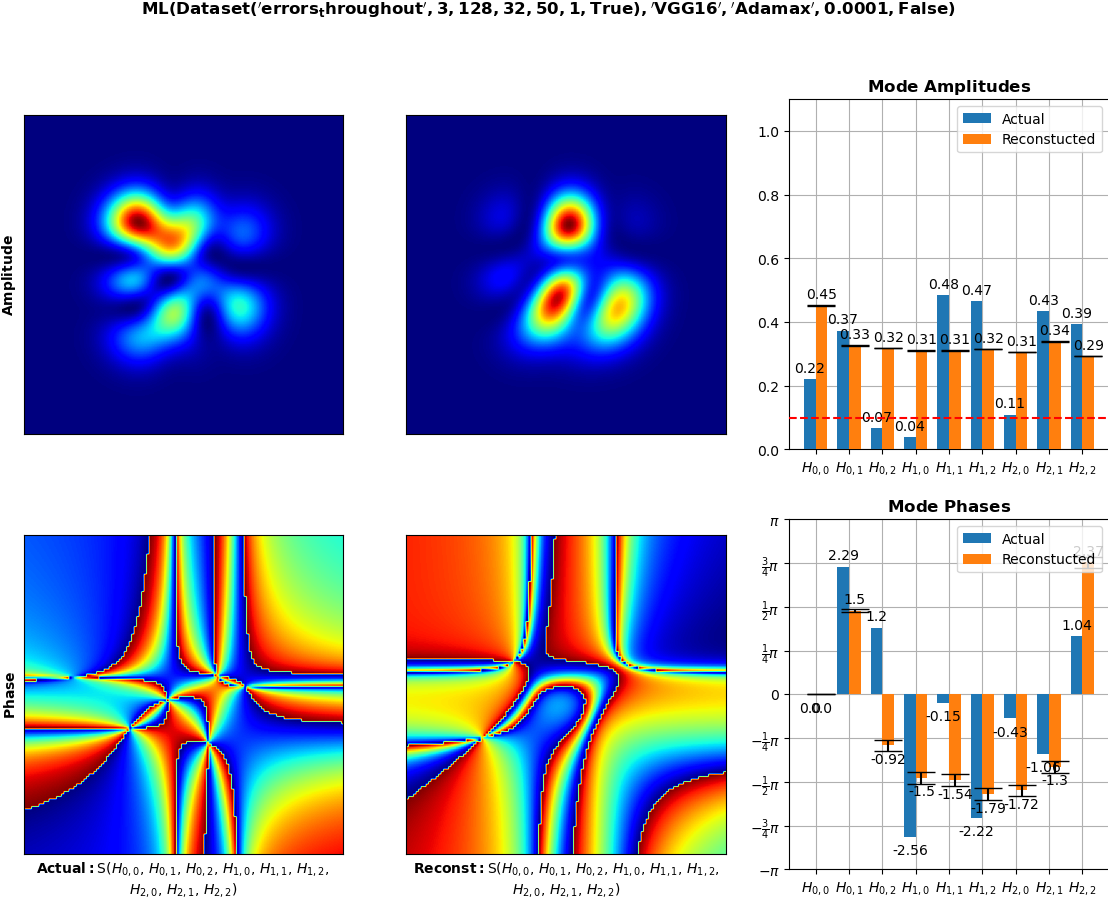 ML(Dataset('errors_throughout', 3, 128, 32, 50, 1, True), 'VGG16', 'Adamax', 0.0001, False)
Amplitude
Mode Amplitudes
Actual
Reconstucted
1.0
0.8
0.6
0.4
0.2
0.0
0.22
0.45
0.37
0.33
0.07
0.32
0.04
0.31
0.48
0.31
0.47
0.32
0.11
0.31
0.43
0.34
0.39
0.29
H0,0 H0,1 H0,2 H1,0 H1,1 H1,2 H2,0 H2,1 H2,2
Phase
Actual: S(H0,0, H0,1, H0,2, H1,0, H1,1, H1,2,
H2,0, H2,1, H2,2)
Reconst: S(H0,0, H0,1, H0,2, H1,0, H1,1, H1,2,
H2,0, H2,1, H2,2)
Mode Phases
Actual
Reconstucted
π
3/4π
1/2π
1/4π
0
−1/4π
−1/2π
−3/4π
−π
0.0
0.0
2.29
1.5
1.2
-0.92
-2.56
-1.5
-0.15
-1.54
-2.22
-1.79
-0.43
-1.72
-1.06
-1.3
1.04
2.37
H0,0 H0,1 H0,2 H1,0 H1,1 H1,2 H2,0 H2,1 H2,2